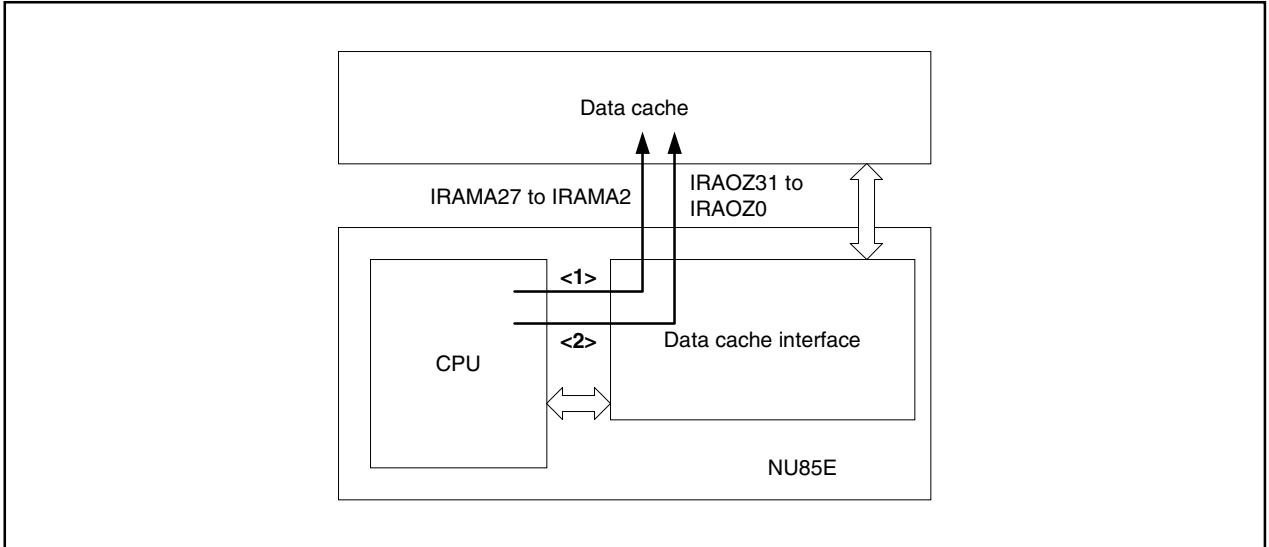 Data cache
IRAMA27 to IRAMA2
IRAOZ31 to
IRAOZ0
<1>
<2>
Data cache interface
CPU
NU85E